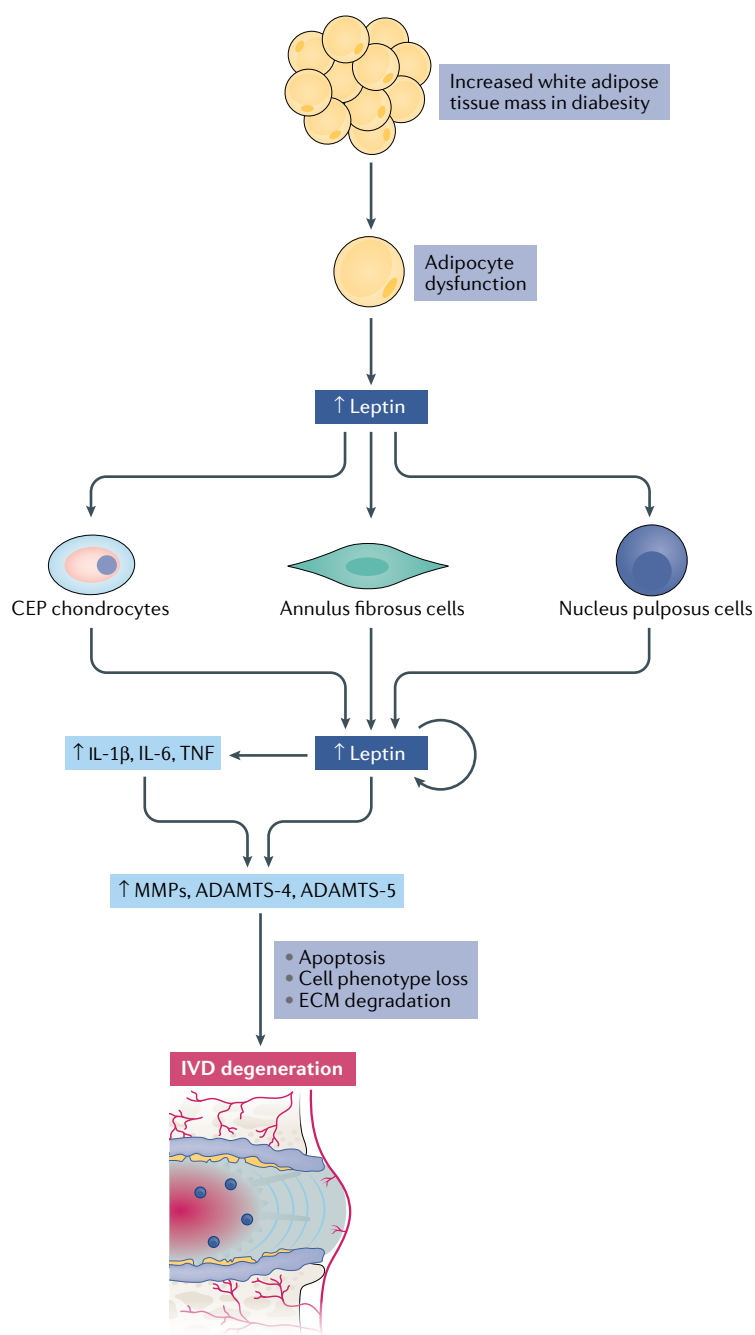 Increased white adipose
tissue mass in diabesity
Adipocyte
dysfunction
↑ Leptin
CEP chondrocytes
Annulus fibrosus cells
Nucleus pulposus cells
↑ IL-1β, IL-6, TNF
↑ Leptin
↑ MMPs, ADAMTS-4, ADAMTS-5
• Apoptosis
• Cell phenotype loss
• ECM degradation
IVD degeneration